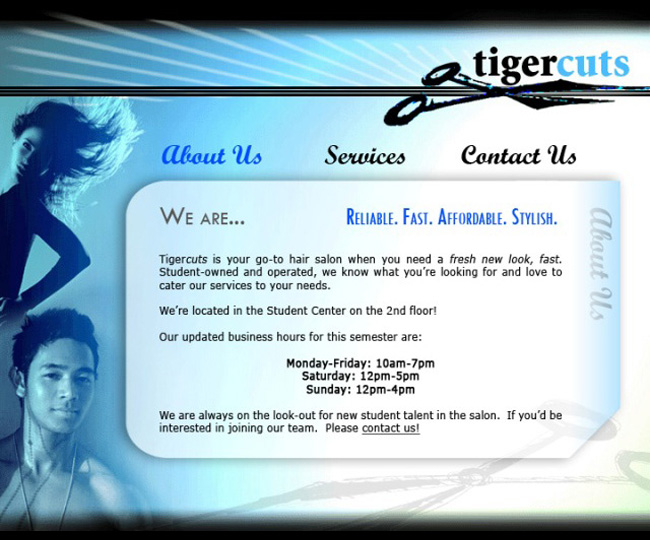 tigercuts
About Us Services Contact Us
WE ARE... RELIABLE. FAST. AFFORDABLE. STYLISH.
About Us
Tigercuts is your go-to hair salon when you need a fresh new look, fast.
Student-owned and operated, we know what you're looking for and love to
cater our services to your needs.
We're located in the Student Center on the 2nd floor!
Our updated business hours for this semester are:
Monday-Friday: 10am-7pm
Saturday: 12pm-5pm
Sunday: 12pm-4pm
We are always on the look-out for new student talent in the salon.  If you'd be
interested in joining our team.  Please contact us!